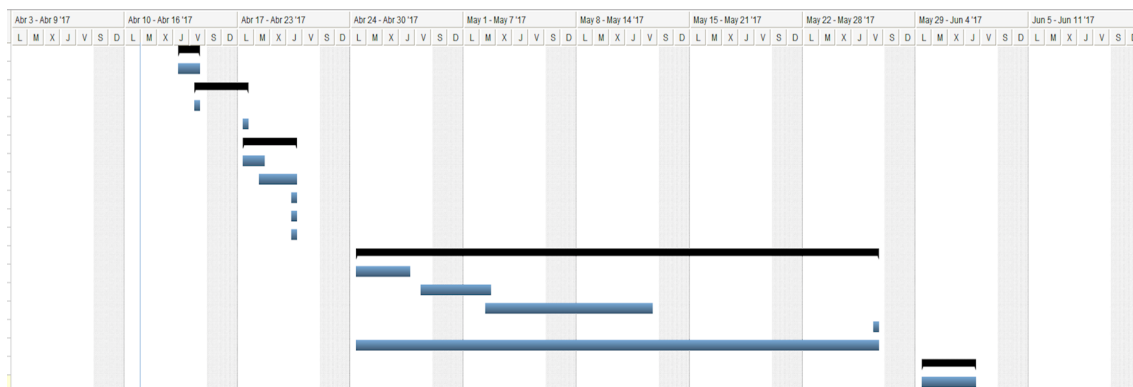 Abr 3 - Abr 9 '17 Abr 10 - Abr 16 '17 Abr 17 - Abr 23 '17 Abr 24 - Abr 30 '17 May 1 - May 7 '17 May 8 - May 14 '17 May 15 - May 21 '17 May 22 - May 28 '17 May 29 - Jun 4 '17 Jun 5 - Jun 11 '17
L M X J V S D L M X J V S D L M X J V S D L M X J V S D L M X J V S D L M X J V S D L M X J V S D L M X J V S D L M X J V S D L M X J V S D